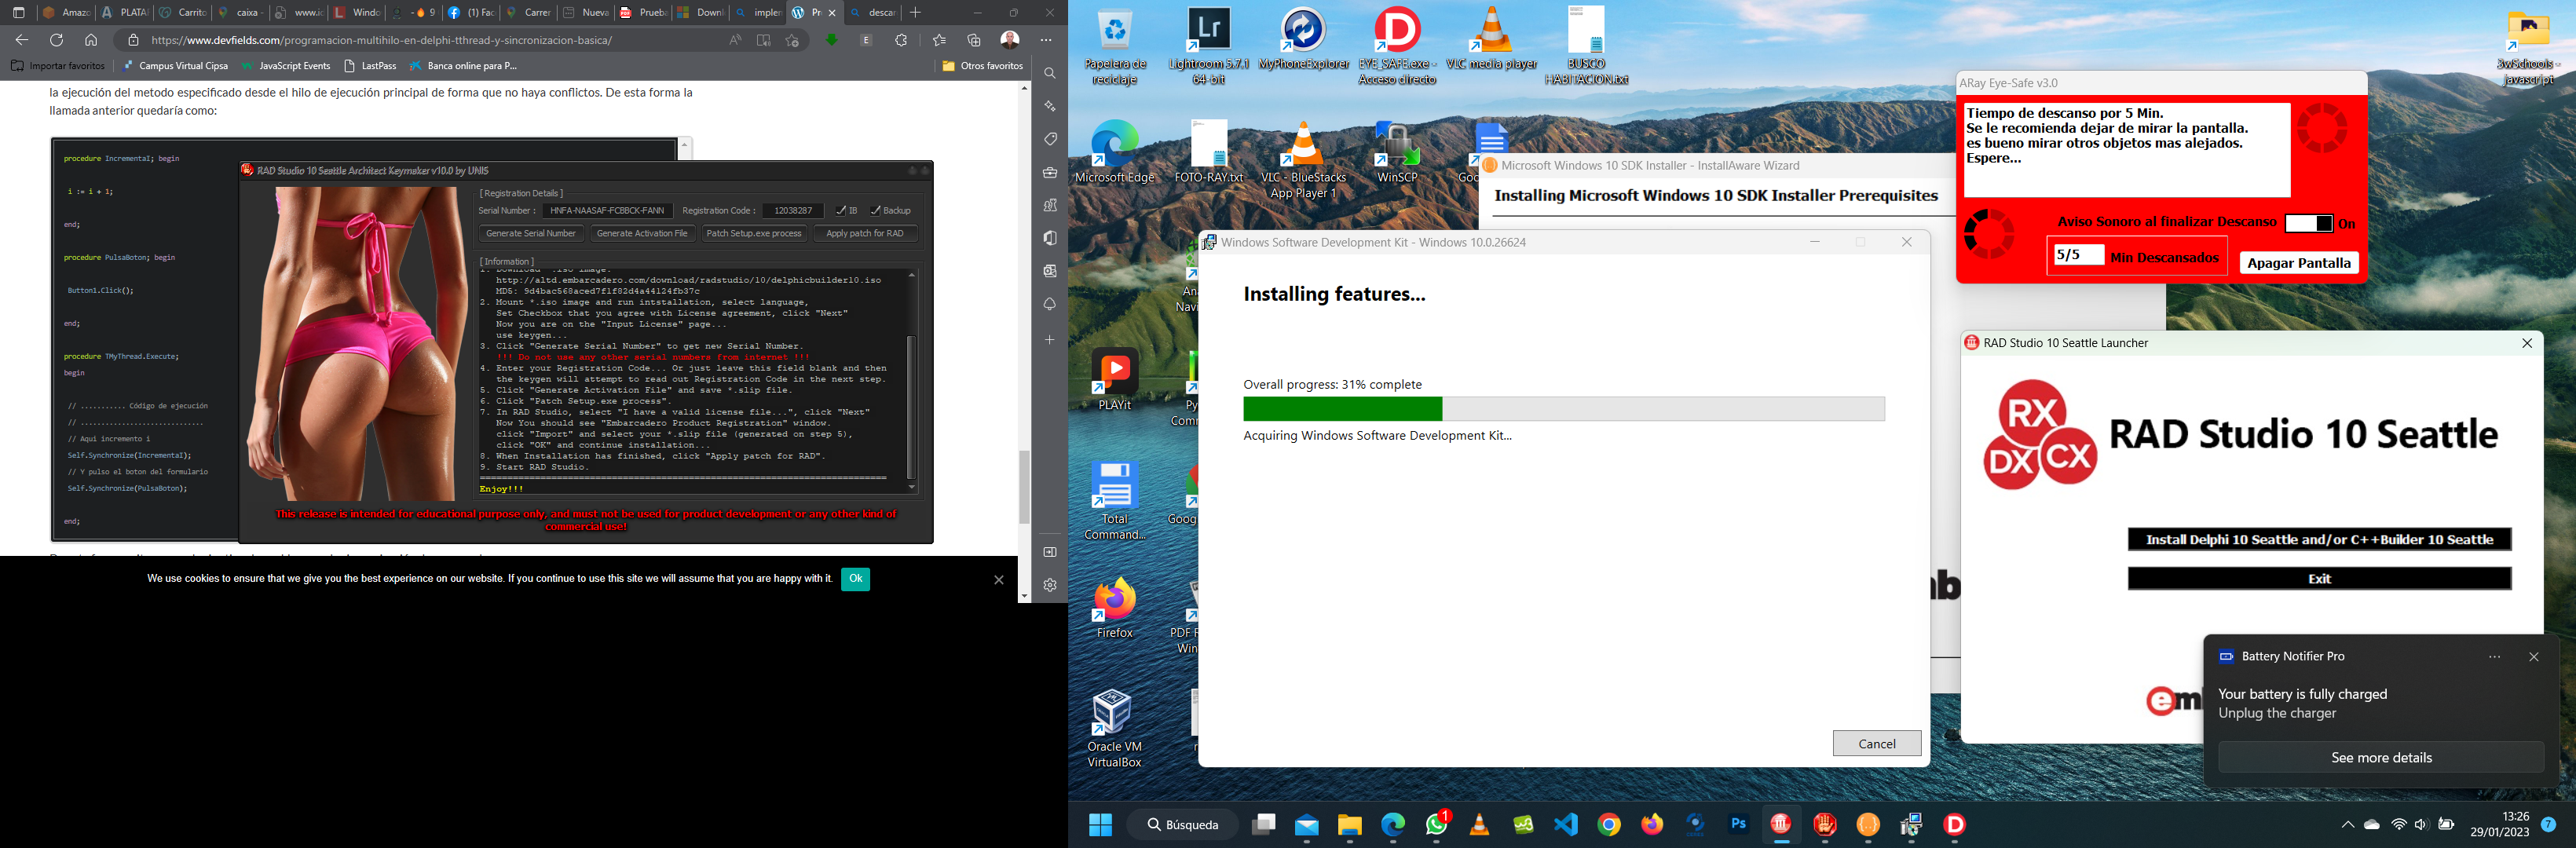 Amazo
PLATAI
Carrito
caixa -
www.ic
Windo
- 9
(1) Fac
Carrer
Nueva
Prueba
Downl
implem
Pr
descar
https://www.devfields.com/programacion-multihilo-en-delphi-tthread-y-sincronizacion-basica/
Importar favoritos
Campus Virtual Cipsa
JavaScript Events
LastPass
Banca online para P...
Otros favoritos
la ejecución del metodo especificado desde el hilo de ejecución principal de forma que no haya conflictos. De esta forma la
llamada anterior quedaría como:
procedure IncrementaI; begin
i := i + 1;
end;
procedure PulsaBoton; begin
Button1.Click();
end;
procedure TMyThread.Execute;
begin
// ........... Código de ejecución
// ..............................
// Aqui incremento i
Self.Synchronize(IncrementaI);
// Y pulso el boton del formulario
Self.Synchronize(PulsaBoton);
end;
RAD Studio 10 Seattle Architect Keymaker v10.0 by UNIS
[ Registration Details ]
Serial Number :
HNFA-NAASAF-FCBBCK-FANN
Registration Code :
12038287
IB
Backup
Generate Serial Number
Generate Activation File
Patch Setup.exe process
Apply patch for RAD
[ Information ]
1. Download *.iso image:
http://altd.embarcadero.com/download/radstudio/10/delphicbuilder10.iso
MD5: 9d4bac568aced7f1f82d4a44124fb37c
2. Mount *.iso image and run intstallation, select language,
Set Checkbox that you agree with License agreement, click "Next"
Now you are on the "Input License" page...
use keygen...
3. Click "Generate Serial Number" to get new Serial Number.
!!! Do not use any other serial numbers from internet !!!
4. Enter your Registration Code... Or just leave this field blank and then
the keygen will attempt to read out Registration Code in the next step.
5. Click "Generate Activation File" and save *.slip file.
6. Click "Patch Setup.exe process".
7. In RAD Studio, select "I have a valid license file...", click "Next"
Now You should see "Embarcadero Product Registration" window.
click "Import" and select your *.slip file (generated on step 5),
click "OK" and continue installation...
8. When Installation has finished, click "Apply patch for RAD".
9. Start RAD Studio.
Enjoy!!!
This release is intended for educational purpose only, and must not be used for product development or any other kind of
commercial use!
We use cookies to ensure that we give you the best experience on our website. If you continue to use this site we will assume that you are happy with it.
Ok
Papelera de
reciclaje
Lightroom 5.7.1
64-bit
MyPhoneExplorer
EYE_SAFE.exe -
Acceso directo
VLC media player
BUSCO
HABITACION.txt
3wSchools -
javascript
Microsoft Edge
FOTO-RAY.txt
VLC - BlueStacks
App Player 1
WinSCP
Goo
Ana
Navi
PLAYit
Py
Comm
Total
Command...
Goog
Firefox
PDF F
Win
Oracle VM
VirtualBox
Microsoft Windows 10 SDK Installer - InstallAware Wizard
Installing Microsoft Windows 10 SDK Installer Prerequisites
Windows Software Development Kit - Windows 10.0.26624
Installing features...
Overall progress: 31% complete
Acquiring Windows Software Development Kit...
Cancel
ARay Eye-Safe v3.0
Tiempo de descanso por 5 Min.
Se le recomienda dejar de mirar la pantalla.
es bueno mirar otros objetos mas alejados.
Espere...
Aviso Sonoro al finalizar Descanso
On
5/5
Min Descansados
Apagar Pantalla
RAD Studio 10 Seattle Launcher
RX
DX
CX
RAD Studio 10 Seattle
Install Delphi 10 Seattle and/or C++Builder 10 Seattle
Exit
Battery Notifier Pro
Your battery is fully charged
Unplug the charger
See more details
Búsqueda
1
Ps
13:26
29/01/2023
7